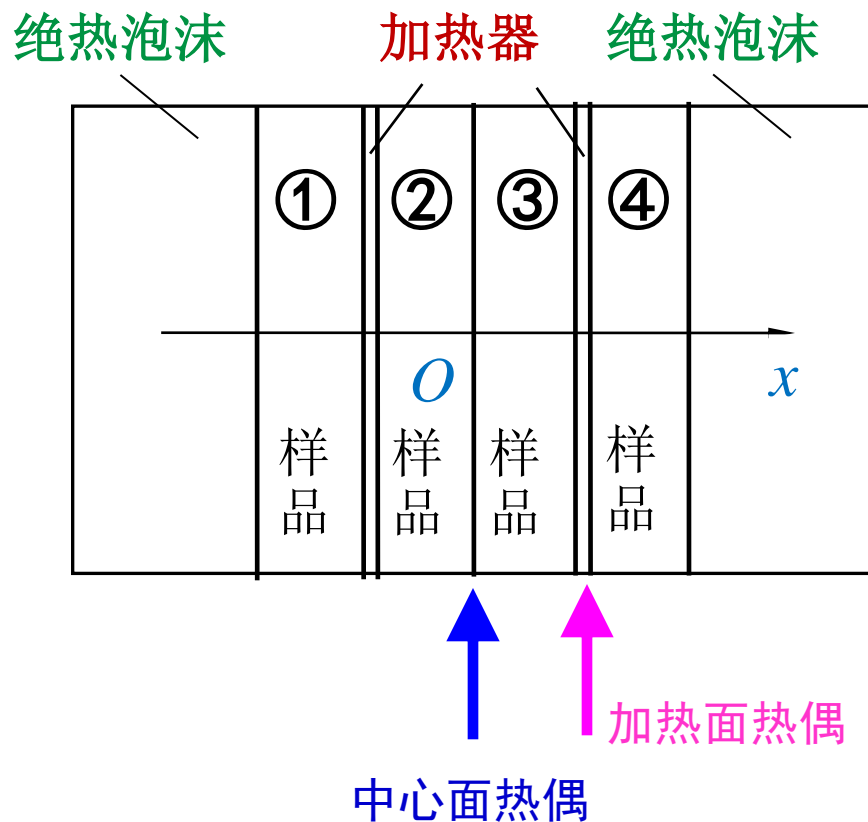 绝热泡沫 加热器 绝热泡沫
① ② ③ ④
O x
样品 样品 样品 样品
加热面热偶
中心面热偶